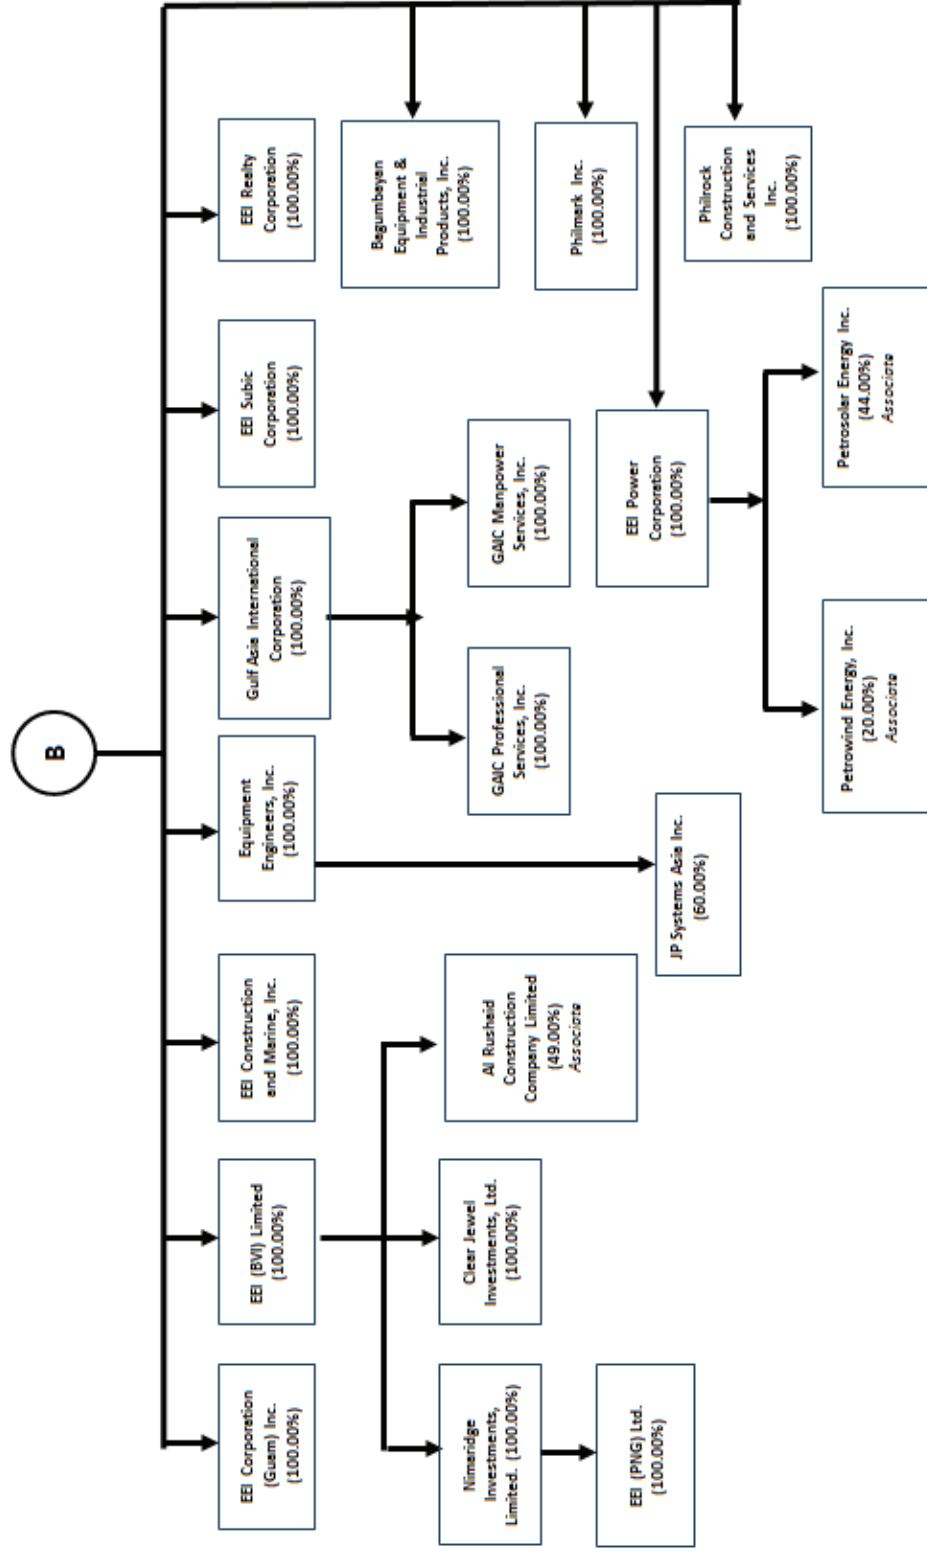 B
EEI Corporation
(Guam) Inc.
(100.00%)
EEI (BVI) Limited
(100.00%)
EEI Construction
and Marine, Inc.
(100.00%)
Equipment
Engineers, Inc.
(100.00%)
Gulf Asia International
Corporation
(100.00%)
EEI Subic
Corporation
(100.00%)
EEI Realty
Corporation
(100.00%)
Bagumbayan
Equipment &
Industrial
Products, Inc.
(100.00%)
Nimaridge
Investments,
Limited. (100.00%)
Clear Jewel
Investments, Ltd.
(100.00%)
Al Rushaid
Construction
Company Limited
(49.00%)
Associate
GAIC Professional
Services, Inc.
(100.00%)
GAIC Manpower
Services, Inc.
(100.00%)
Philmark Inc.
(100.00%)
EEI (PNG) Ltd.
(100.00%)
JP Systems Asia Inc.
(60.00%)
EEI Power
Corporation
(100.00%)
Philrock
Construction
and Services
Inc.
(100.00%)
Petrowind Energy, Inc.
(20.00%)
Associate
Petrosolar Energy Inc.
(44.00%)
Associate